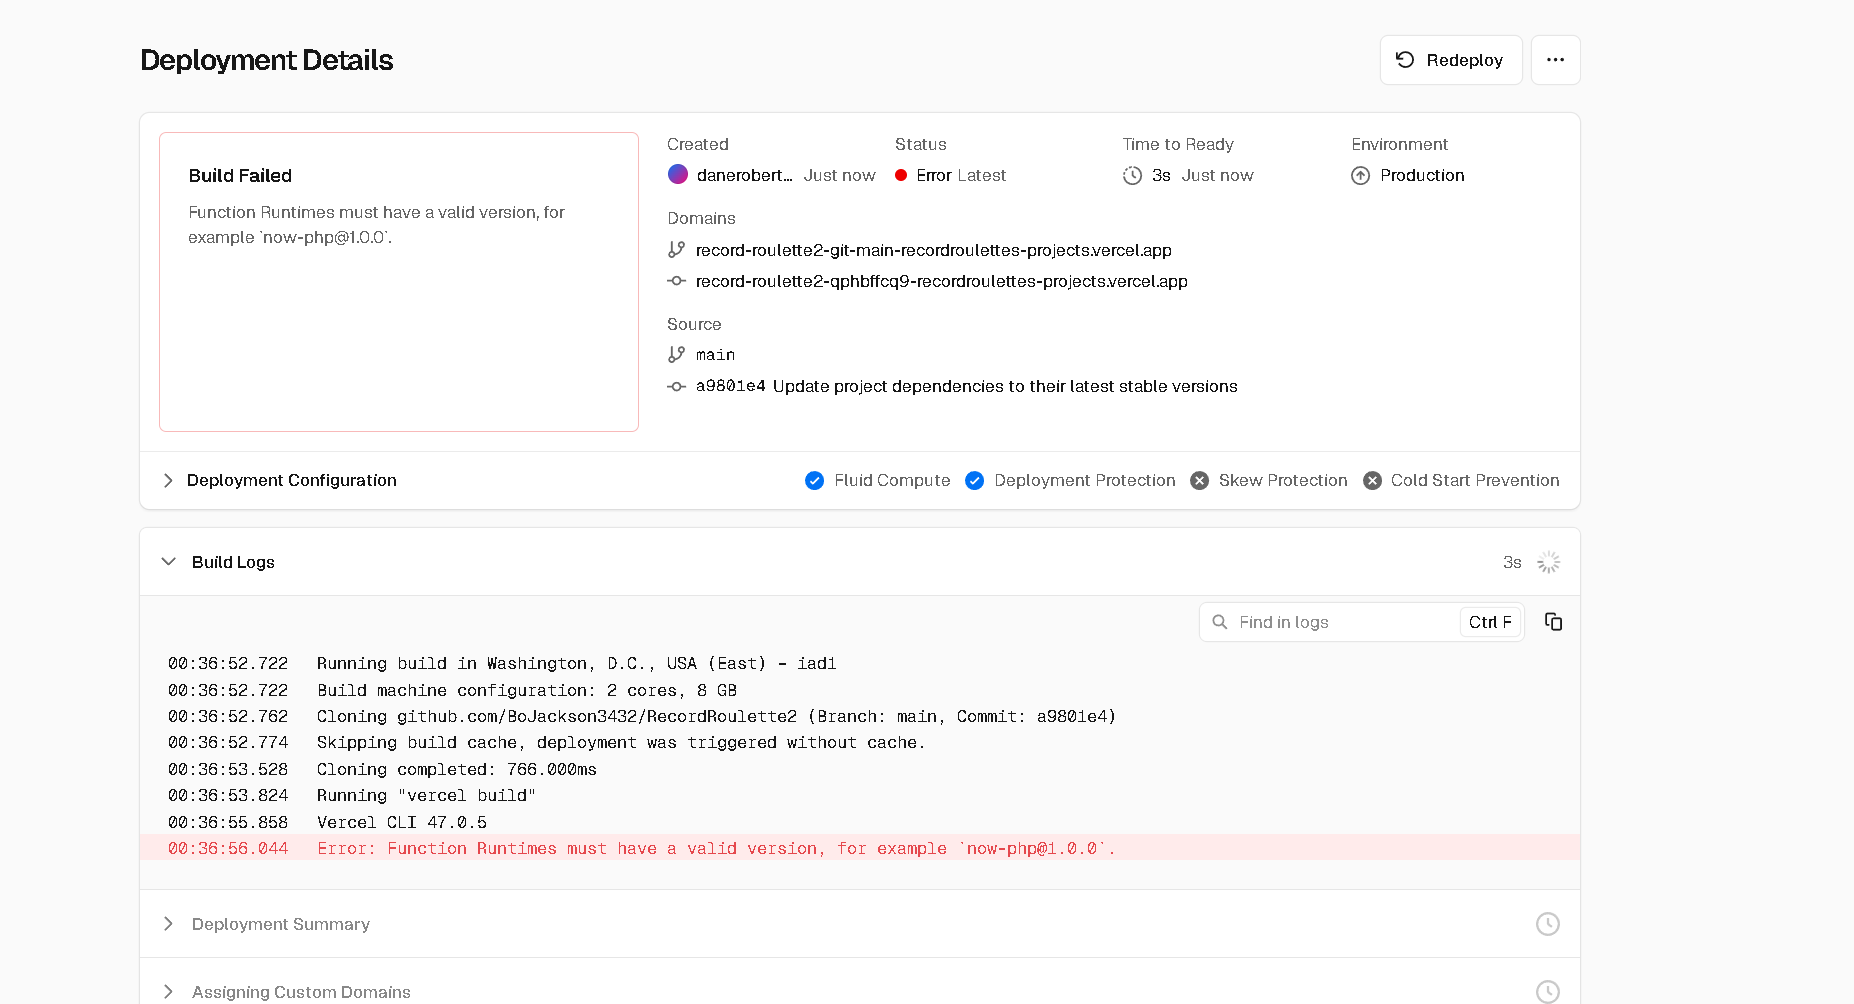 Deployment Details
Redeploy
Build Failed
Function Runtimes must have a valid version, for
example `now-php@1.0.0`.
Created
danerobert... Just now
Status
Error Latest
Time to Ready
3s Just now
Environment
Production
Domains
record-roulette2-git-main-recordroulettes-projects.vercel.app
record-roulette2-qphbffcq9-recordroulettes-projects.vercel.app
Source
main
a9801e4 Update project dependencies to their latest stable versions
Deployment Configuration
Fluid Compute
Deployment Protection
Skew Protection
Cold Start Prevention
Build Logs
3s
Find in logs
Ctrl F
00:36:52.722 Running build in Washington, D.C., USA (East) – iad1
00:36:52.722 Build machine configuration: 2 cores, 8 GB
00:36:52.762 Cloning github.com/BoJackson3432/RecordRoulette2 (Branch: main, Commit: a9801e4)
00:36:52.774 Skipping build cache, deployment was triggered without cache.
00:36:53.528 Cloning completed: 766.000ms
00:36:53.824 Running "vercel build"
00:36:55.858 Vercel CLI 47.0.5
00:36:56.044 Error: Function Runtimes must have a valid version, for example `now-php@1.0.0`.
Deployment Summary
Assigning Custom Domains